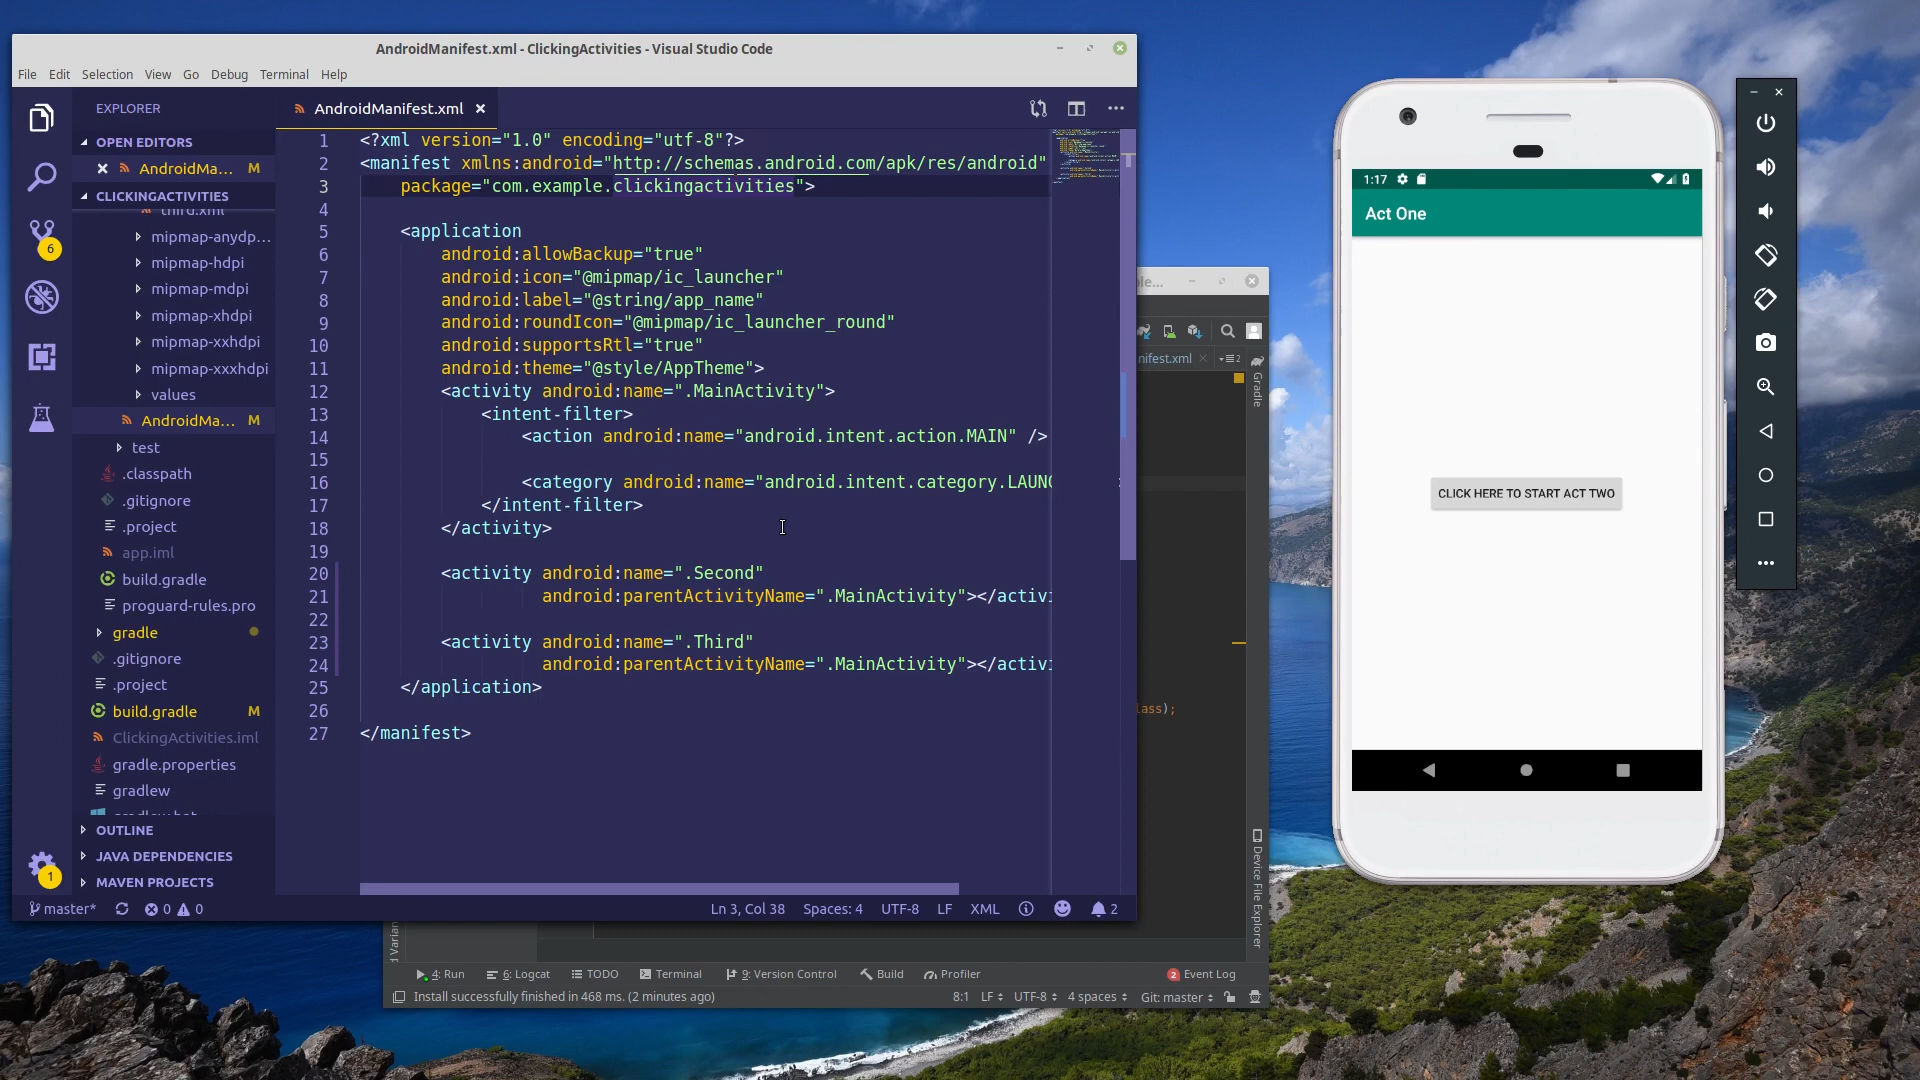 AndroidManifest.xml - ClickingActivities - Visual Studio Code
File Edit Selection View Go Debug Terminal Help
EXPLORER
OPEN EDITORS
AndroidMa... M
CLICKINGACTIVITIES
third.xml
mipmap-anydp...
mipmap-hdpi
mipmap-mdpi
mipmap-xhdpi
mipmap-xxhdpi
mipmap-xxxhdpi
values
AndroidMa... M
test
.classpath
.gitignore
.project
app.iml
build.gradle
proguard-rules.pro
gradle
.gitignore
.project
build.gradle M
ClickingActivities.iml
gradle.properties
gradlew
OUTLINE
JAVA DEPENDENCIES
MAVEN PROJECTS
6
1
AndroidManifest.xml
1 <?xml version="1.0" encoding="utf-8"?>
2 <manifest xmlns:android="http://schemas.android.com/apk/res/android"
3 package="com.example.clickingactivities">
4
5 <application
6 android:allowBackup="true"
7 android:icon="@mipmap/ic_launcher"
8 android:label="@string/app_name"
9 android:roundIcon="@mipmap/ic_launcher_round"
10 android:supportsRtl="true"
11 android:theme="@style/AppTheme">
12 <activity android:name=".MainActivity">
13 <intent-filter>
14 <action android:name="android.intent.action.MAIN" />
15
16 <category android:name="android.intent.category.LAUNC
17 </intent-filter>
18 </activity>
19
20 <activity android:name=".Second"
21 android:parentActivityName=".MainActivity"></activi
22
23 <activity android:name=".Third"
24 android:parentActivityName=".MainActivity"></activi
25 </application>
26
27 </manifest>
master* 0 0 Ln 3, Col 38 Spaces: 4 UTF-8 LF XML 2
ple...
nifest.xml 2
Gradle
lass);
Device File Explorer
4: Run 6: Logcat TODO Terminal 9: Version Control Build Profiler 2 Event Log
Install successfully finished in 468 ms. (2 minutes ago) 8:1 LF UTF-8 4 spaces Git: master
1:17
Act One
CLICK HERE TO START ACT TWO